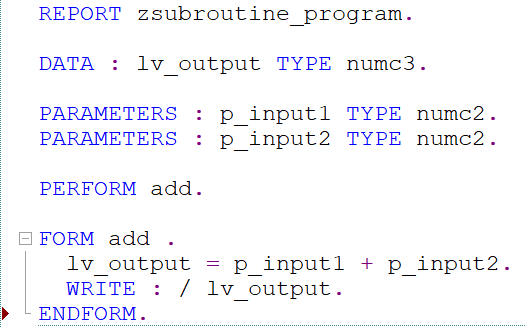 REPORT zsubroutine_program.
DATA : lv_output TYPE numc3.
PARAMETERS : p_input1 TYPE numc2.
PARAMETERS : p_input2 TYPE numc2.
PERFORM add.
FORM add .
lv_output = p_input1 + p_input2.
WRITE : / lv_output.
ENDFORM.